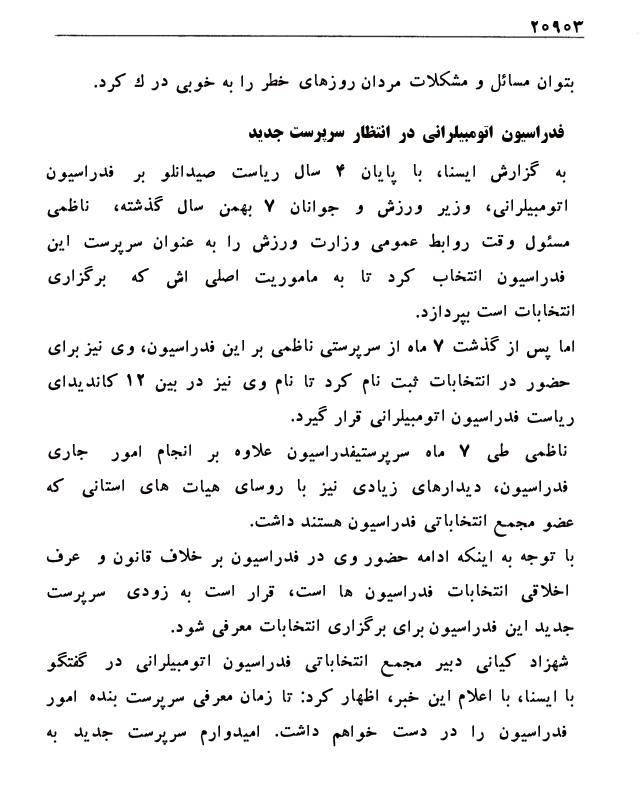 ۲۰۹۰۳
بتوان مسائل و مشکلات مردان روزهای خطر را به خوبی در ك کرد.
فدراسیون اتومبیلرانی در انتظار سرپرست جدید
به گزارش ایسنا، با پایان ۴ سال ریاست صیدانلو بر فدراسیون
اتومبیلرانی، وزیر ورزش و جوانان ۷ بهمن سال گذشته، ناظمی
مسئول وقت روابط عمومی وزارت ورزش را به عنوان سرپرست این
فدراسیون انتخاب کرد تا به ماموریت اصلی اش که برگزاری
انتخابات است بپردازد.
اما پس از گذشت ۷ ماه از سرپرستی ناظمی بر این فدراسیون، وی نیز برای
حضور در انتخابات ثبت نام کرد تا نام وی نیز در بین ۱۲ کاندیدای
ریاست فدراسیون اتومبیلرانی قرار گیرد.
ناظمی طی ۷ ماه سرپرستیفدراسیون علاوه بر انجام امور جاری
فدراسیون، دیدارهای زیادی نیز با روسای هیات های استانی که
عضو مجمع انتخاباتی فدراسیون هستند داشت.
با توجه به اینکه ادامه حضور وی در فدراسیون بر خلاف قانون و عرف
اخلاقی انتخابات فدراسیون ها است، قرار است به زودی سرپرست
جدید این فدراسیون برای برگزاری انتخابات معرفی شود.
شهزاد کیانی دبیر مجمع انتخاباتی فدراسیون اتومبیلرانی در گفتگو
با ایسنا، با اعلام این خبر، اظهار کرد: تا زمان معرفی سرپرست بنده امور
فدراسیون را در دست خواهم داشت. امیدوارم سرپرست جدید به